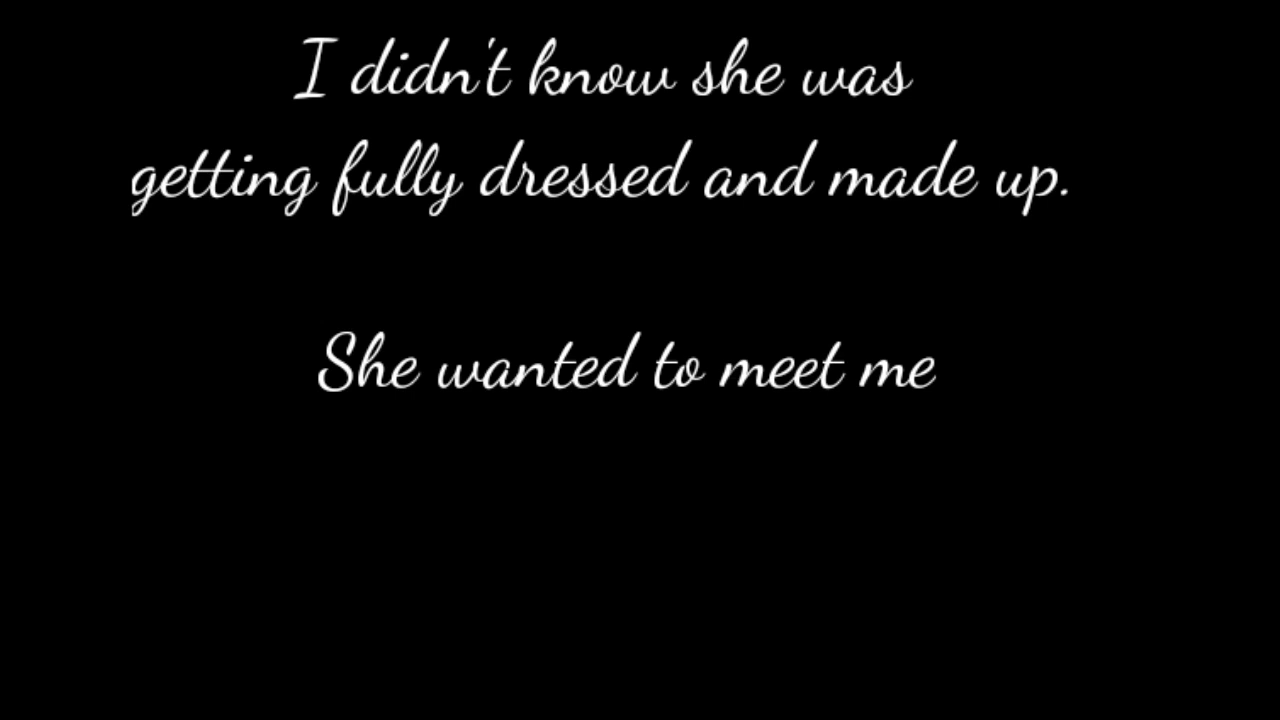 I didn't know she was
getting fully dressed and made up.
She wanted to meet me